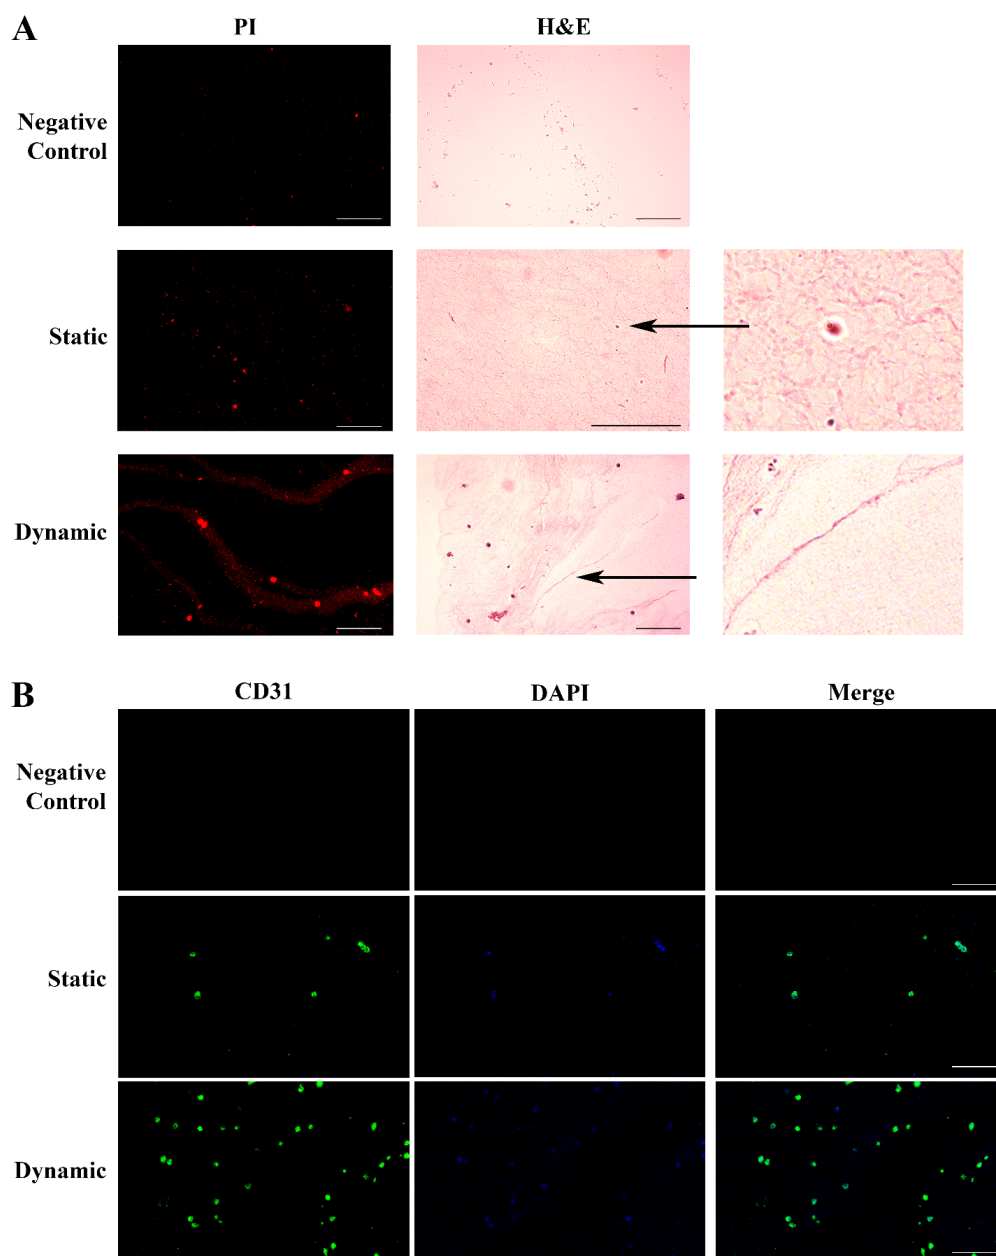 A
PI
H&E
Negative
Control
Static
Dynamic
B
CD31
DAPI
Merge
Negative
Control
Static
Dynamic